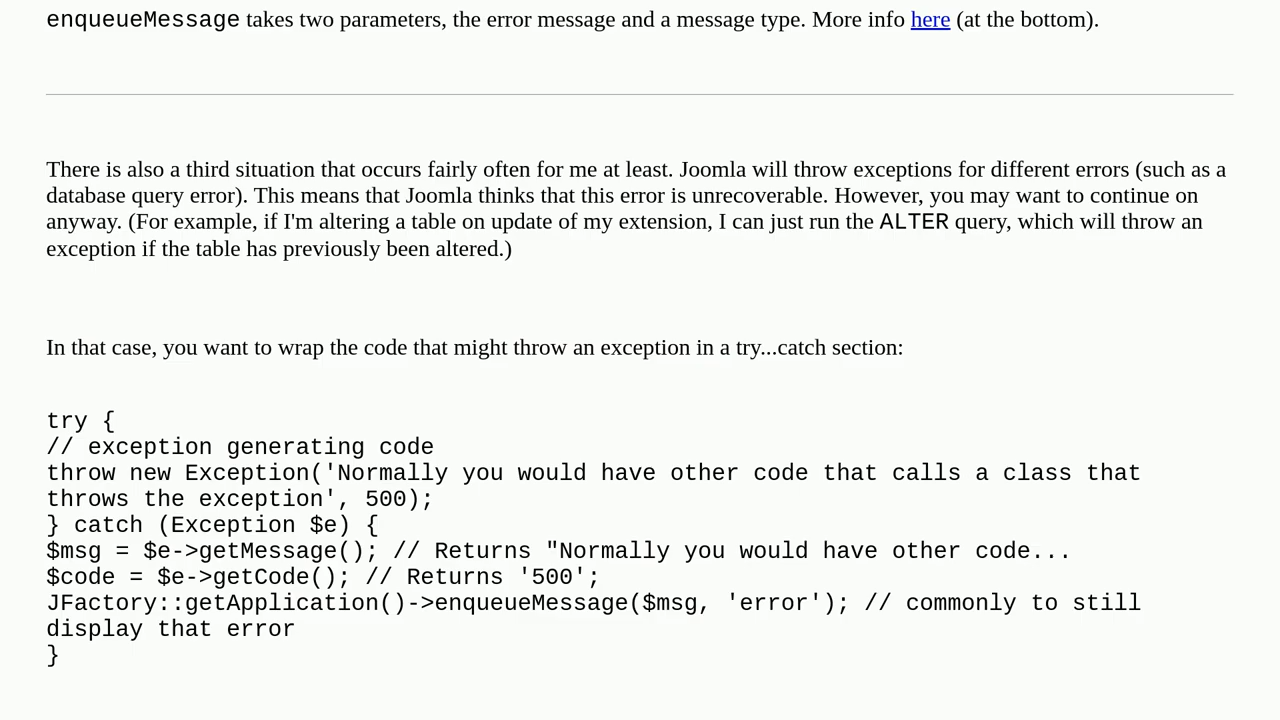 enqueueMessage takes two parameters, the error message and a message type. More info here (at the bottom).
There is also a third situation that occurs fairly often for me at least. Joomla will throw exceptions for different errors (such as a
database query error). This means that Joomla thinks that this error is unrecoverable. However, you may want to continue on
anyway. (For example, if I'm altering a table on update of my extension, I can just run the ALTER query, which will throw an
exception if the table has previously been altered.)
In that case, you want to wrap the code that might throw an exception in a try...catch section:
try {
// exception generating code
throw new Exception('Normally you would have other code that calls a class that
throws the exception', 500);
} catch (Exception $e) {
$msg = $e->getMessage(); // Returns "Normally you would have other code...
$code = $e->getCode(); // Returns '500';
JFactory::getApplication()->enqueueMessage($msg, 'error'); // commonly to still
display that error
}